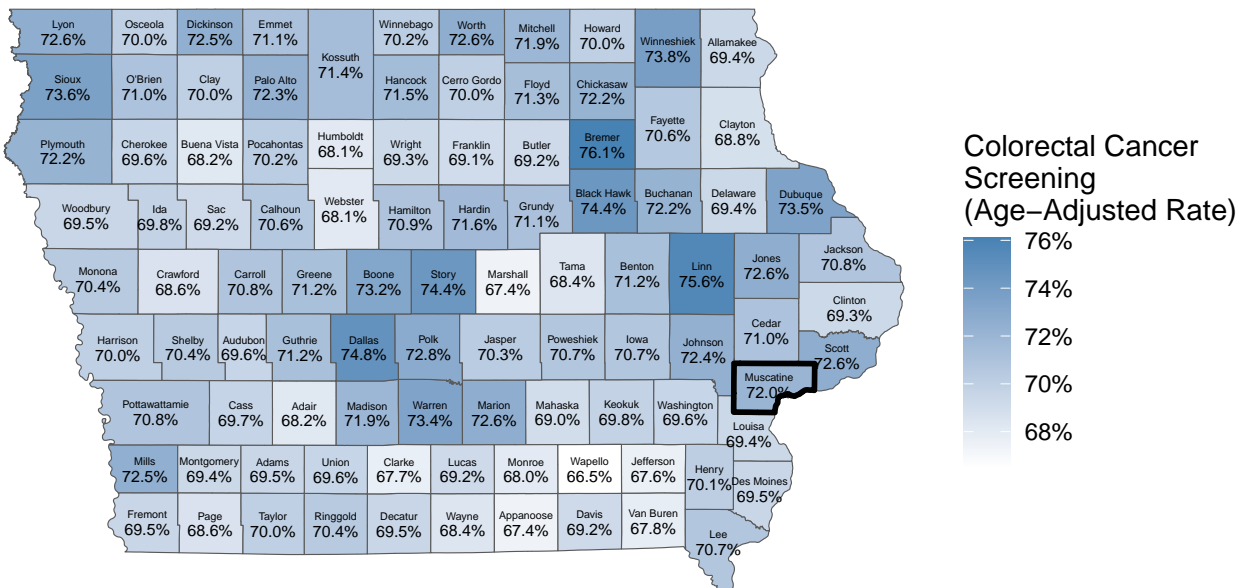 Lyon
72.6%
Osceola
70.0%
Dickinson
72.5%
Emmet
71.1%
Kossuth
71.4%
Winnebago
70.2%
Worth
72.6%
Mitchell
71.9%
Howard
70.0%
Winneshiek
73.8%
Allamakee
69.4%
Sioux
73.6%
O'Brien
71.0%
Clay
70.0%
Palo Alto
72.3%
Hancock
71.5%
Cerro Gordo
70.0%
Floyd
71.3%
Chickasaw
72.2%
Fayette
70.6%
Clayton
68.8%
Plymouth
72.2%
Cherokee
69.6%
Buena Vista
68.2%
Pocahontas
70.2%
Humboldt
68.1%
Wright
69.3%
Franklin
69.1%
Butler
69.2%
Bremer
76.1%
Woodbury
69.5%
Ida
69.8%
Sac
69.2%
Calhoun
70.6%
Webster
68.1%
Hamilton
70.9%
Hardin
71.6%
Grundy
71.1%
Black Hawk
74.4%
Buchanan
72.2%
Delaware
69.4%
Dubuque
73.5%
Monona
70.4%
Crawford
68.6%
Carroll
70.8%
Greene
71.2%
Boone
73.2%
Story
74.4%
Marshall
67.4%
Tama
68.4%
Benton
71.2%
Linn
75.6%
Jones
72.6%
Jackson
70.8%
Clinton
69.3%
Harrison
70.0%
Shelby
70.4%
Audubon
69.6%
Guthrie
71.2%
Dallas
74.8%
Polk
72.8%
Jasper
70.3%
Poweshiek
70.7%
Iowa
70.7%
Johnson
72.4%
Cedar
71.0%
Scott
72.6%
Muscatine
72.0%
Pottawattamie
70.8%
Cass
69.7%
Adair
68.2%
Madison
71.9%
Warren
73.4%
Marion
72.6%
Mahaska
69.0%
Keokuk
69.8%
Washington
69.6%
Louisa
69.4%
Mills
72.5%
Montgomery
69.4%
Adams
69.5%
Union
69.6%
Clarke
67.7%
Lucas
69.2%
Monroe
68.0%
Wapello
66.5%
Jefferson
67.6%
Henry
70.1%
Des Moines
69.5%
Fremont
69.5%
Page
68.6%
Taylor
70.0%
Ringgold
70.4%
Decatur
69.5%
Wayne
68.4%
Appanoose
67.4%
Davis
69.2%
Van Buren
67.8%
Lee
70.7%
Colorectal Cancer
Screening
(Age−Adjusted Rate)
76%
74%
72%
70%
68%